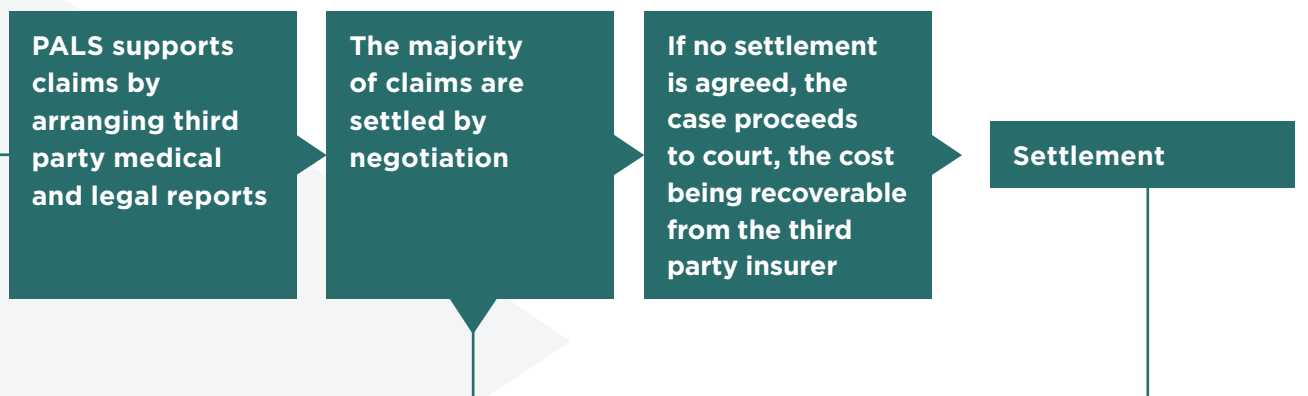 PALS supports
claims by
arranging third
party medical
and legal reports
The majority
of claims are
settled by
negotiation
If no settlement
is agreed, the
case proceeds
to court, the cost
being recoverable
from the third
party insurer
Settlement